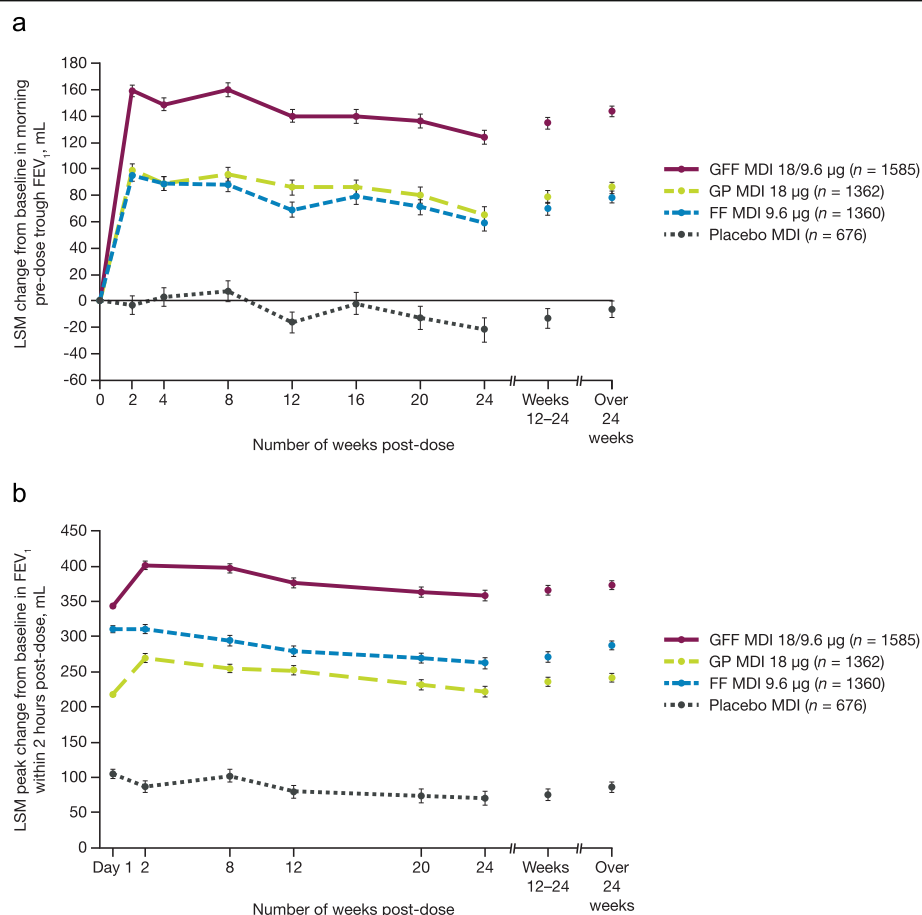 a
LSM change from baseline in morning
pre-dose trough FEV₁, mL
180
160
140
120
100
80
60
40
20
0
-20
-40
-60
0 2 4 8 12 16 20 24 Weeks Over
12–24 24
weeks
Number of weeks post-dose
GFF MDI 18/9.6 µg (n = 1585)
GP MDI 18 µg (n = 1362)
FF MDI 9.6 µg (n = 1360)
Placebo MDI (n = 676)
b
LSM peak change from baseline in FEV₁
within 2 hours post-dose, mL
450
400
350
300
250
200
150
100
50
0
Day 1 2 8 12 20 24 Weeks Over
12–24 24
weeks
Number of weeks post-dose
GFF MDI 18/9.6 µg (n = 1585)
GP MDI 18 µg (n = 1362)
FF MDI 9.6 µg (n = 1360)
Placebo MDI (n = 676)